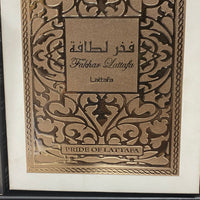 فخر لطافة
Fakhar Lattafa
Lattafa
PRIDE OF LATTAFA